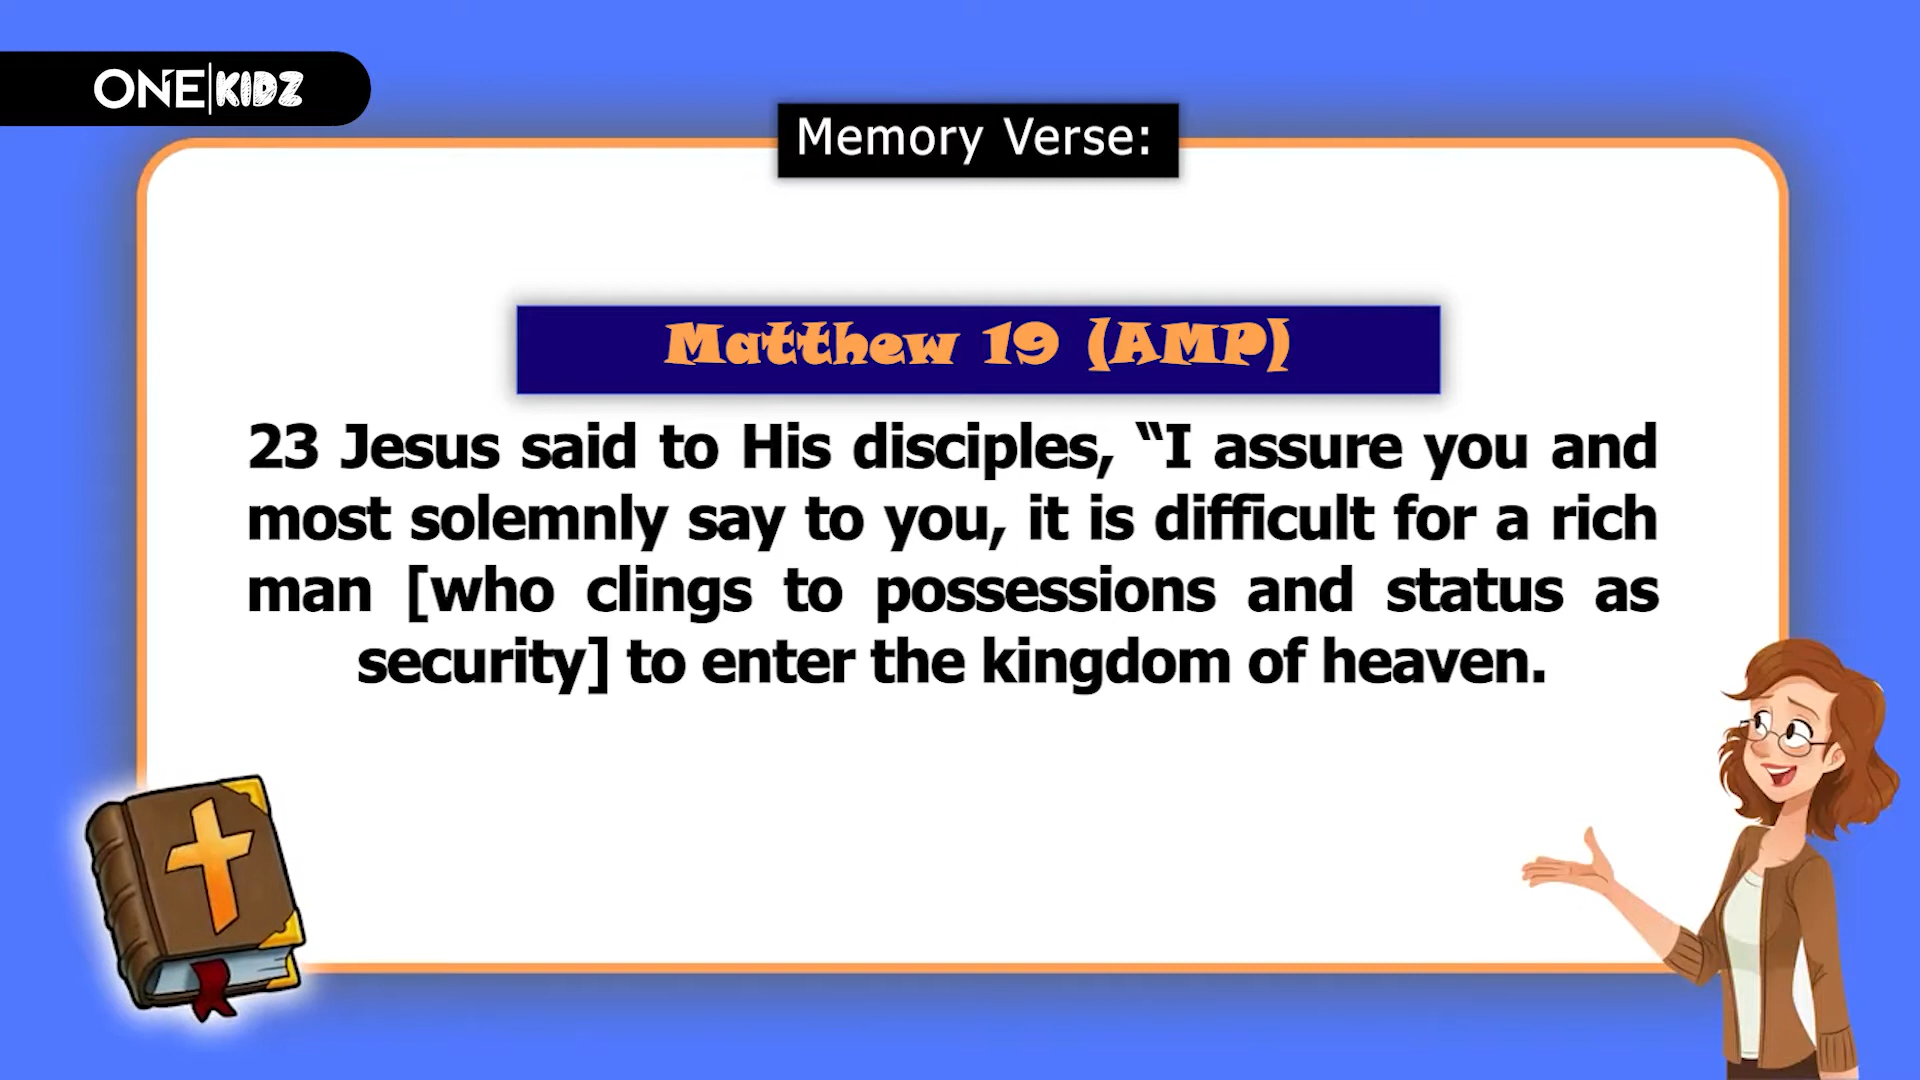 ONE|KIDZ
Memory Verse:
Matthew 19 (AMP)
23 Jesus said to His disciples, “I assure you and
most solemnly say to you, it is difficult for a rich
man [who clings to possessions and status as
security] to enter the kingdom of heaven.